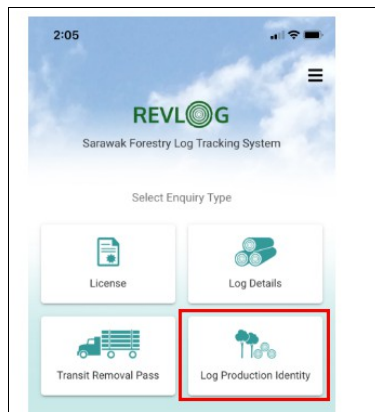 2:05
REVLOG
Sarawak Forestry Log Tracking System
Select Enquiry Type
License
Log Details
Transit Removal Pass
Log Production Identity